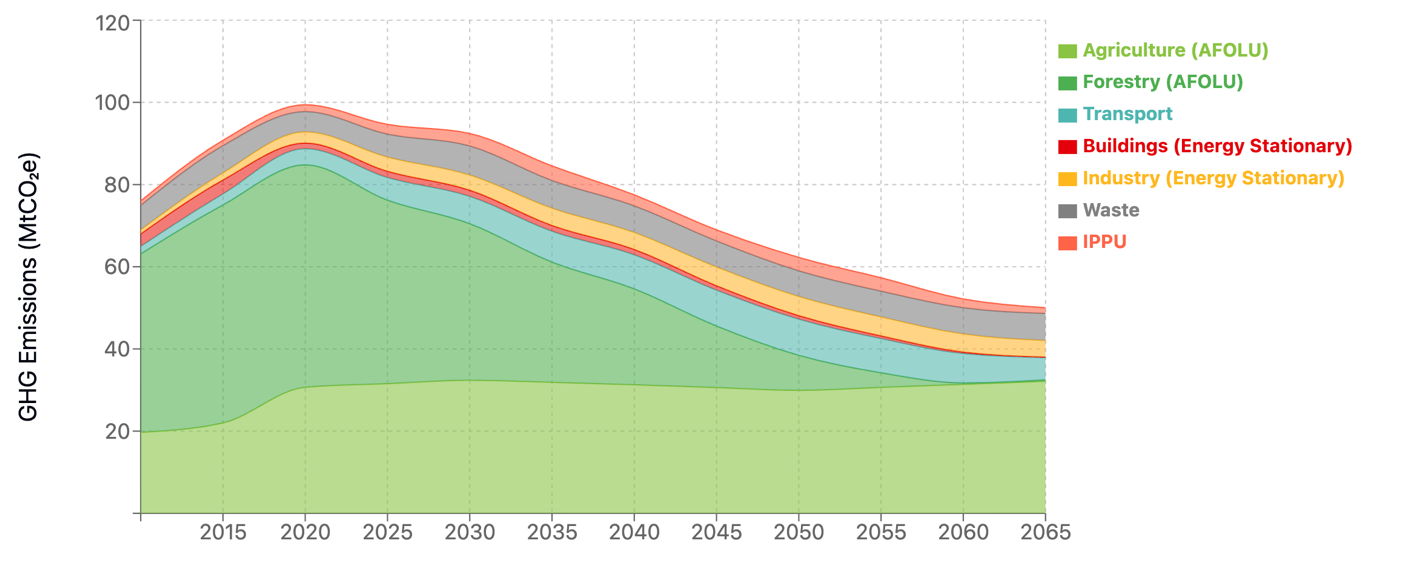 GHG Emissions (MtCO₂e)
120
100
80
60
40
20
2015 2020 2025 2030 2035 2040 2045 2050 2055 2060 2065
Agriculture (AFOLU)
Forestry (AFOLU)
Transport
Buildings (Energy Stationary)
Industry (Energy Stationary)
Waste
IPPU